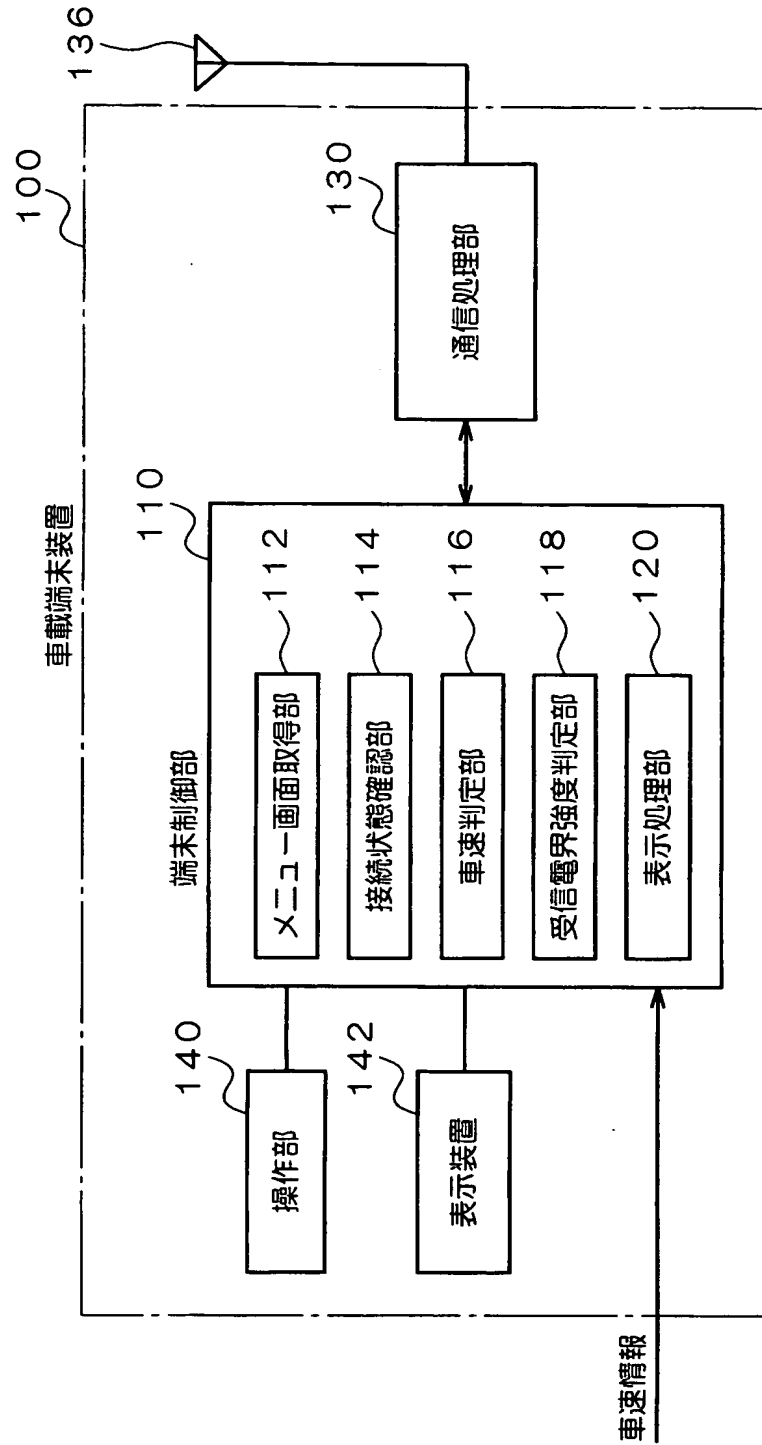 車載端末装置
100
136
端末制御部
110
メニュー画面取得部
112
接続状態確認部
114
車速判定部
116
受信電界強度判定部
118
表示処理部
120
通信処理部
130
操作部
140
表示装置
142
車速情報